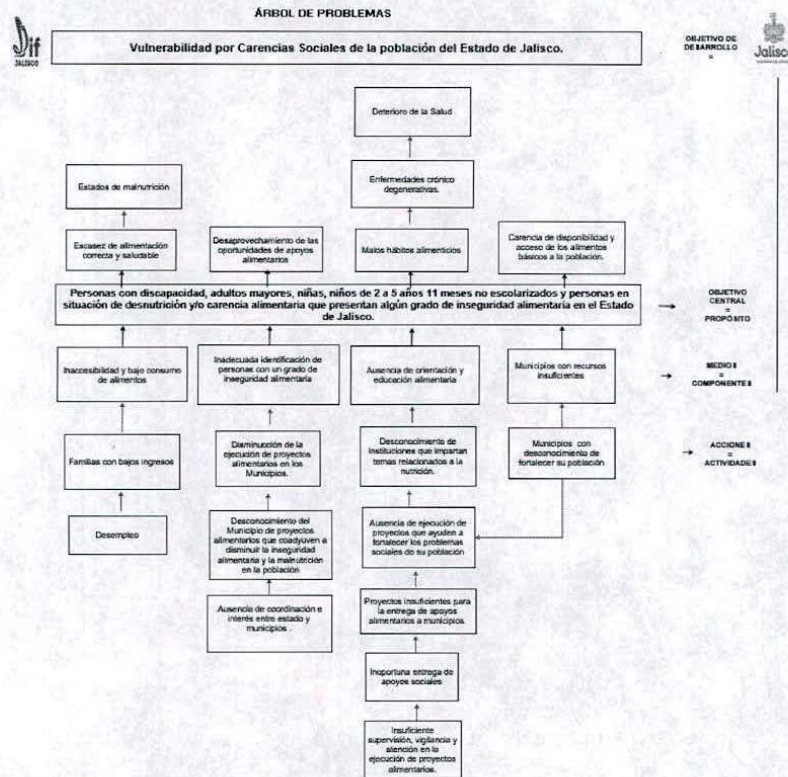 ÁRBOL DE PROBLEMAS
Dif
JALISCO
Vulnerabilidad por Carencias Sociales de la población del Estado de Jalisco.
OBJETIVO DE
DESARROLLO
=
Jalisco
Deterioro de la Salud
Estados de malnutrición
Enfermedades crónico
degenerativas.
Escasez de alimentación
correcta y saludable
Desaprovechamiento de las
oportunidades de apoyos
alimentarios
Malos hábitos alimenticios
Carencia de disponibilidad y
acceso de los alimentos
básicos a la población.
Personas con discapacidad, adultos mayores, niñas, niños de 2 a 5 años 11 meses no escolarizados y personas en
situación de desnutrición y/o carencia alimentaria que presentan algún grado de inseguridad alimentaria en el Estado
de Jalisco.
OBJETIVO
CENTRAL
=
PROPÓSITO
Inaccesibilidad y bajo consumo
de alimentos
Inadecuada identificación de
personas con un grado de
inseguridad alimentaria
Ausencia de orientación y
educación alimentaria
Municipios con recursos
insuficientes
MEDIOS
=
COMPONENTES
Familias con bajos ingresos
Disminucción de la
ejecución de proyectos
alimentarios en los
Municipios.
Desconocimiento de
Instituciones que impartan
temas relacionados a la
nutrición.
Municipios con
desconocimiento de
fortalecer su población
ACCIONES
=
ACTIVIDADES
Desempleo
Desconocimiento del
Municipio de proyectos
alimentarios que coadyuven a
disminuir la inseguridad
alimentaria y la malnutrición
en la población
Ausencia de ejecución de
proyectos que ayuden a
fortalecer los problemas
sociales de su población
Ausencia de coordinación e
interés entre estado y
municipios .
Proyectos insuficientes para
la entrega de apoyos
alimentarios a municipios.
Inoportuna entrega de
apoyos sociales
Insuficiente
supervisión, vigilancia y
atención en la
ejecución de proyectos
alimentarios.